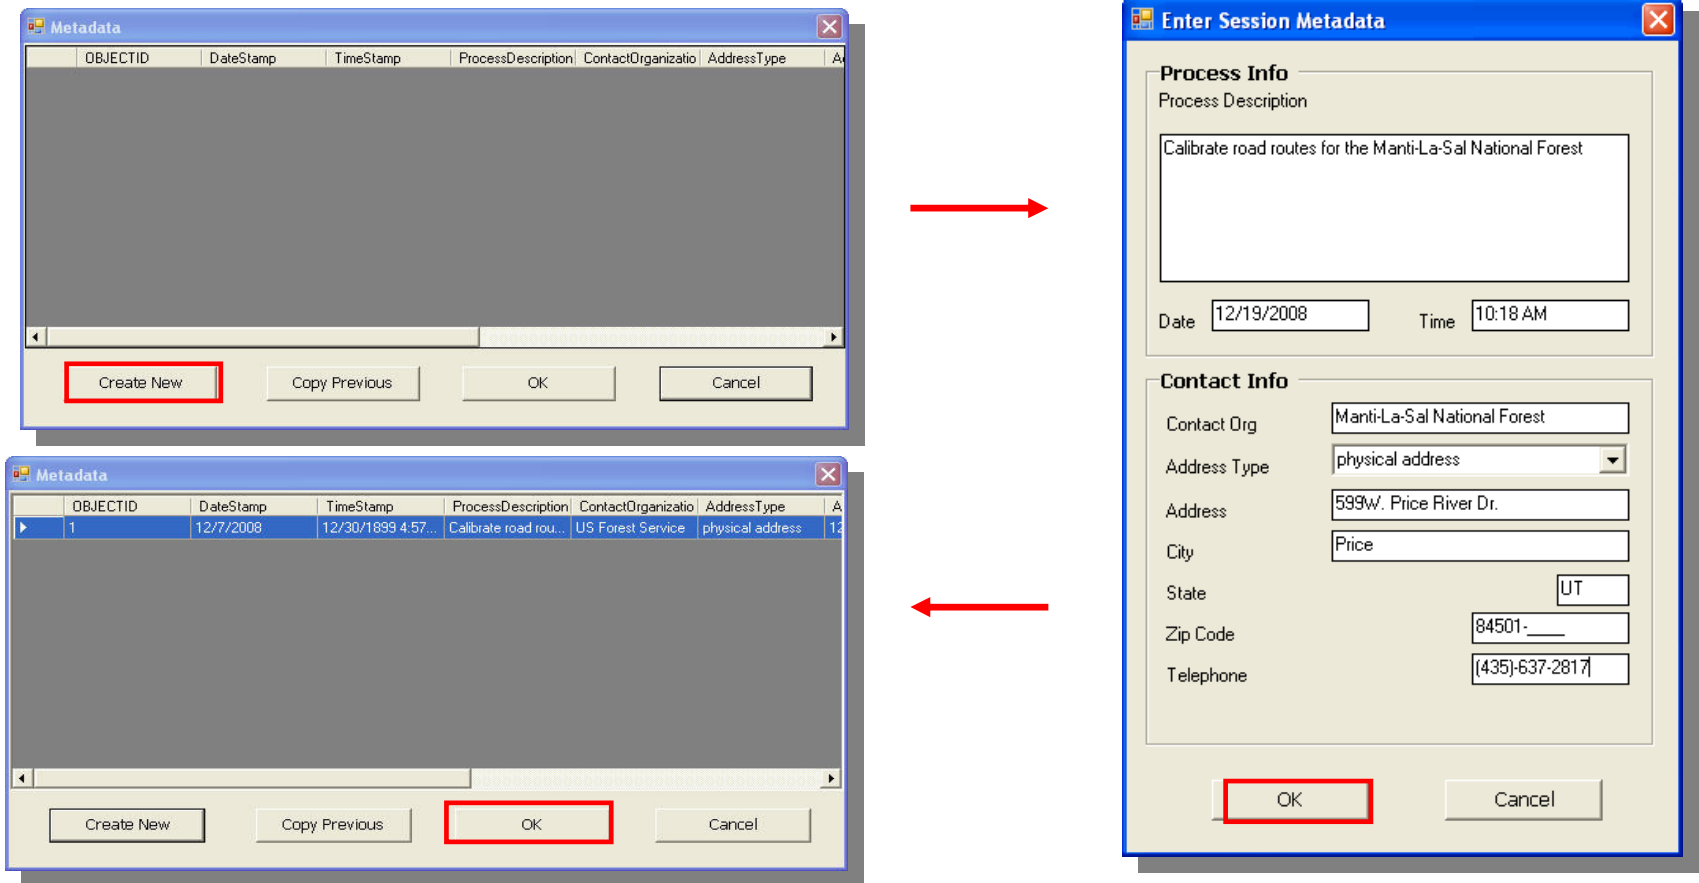 Metadata
OBJECTID DateStamp TimeStamp ProcessDescription ContactOrganizatio AddressType A
Create New Copy Previous OK Cancel
Metadata
OBJECTID DateStamp TimeStamp ProcessDescription ContactOrganizatio AddressType A
1 12/7/2008 12/30/1899 4:57... Calibrate road rou... US Forest Service physical address 12
Create New Copy Previous OK Cancel
Enter Session Metadata
Process Info
Process Description
Calibrate road routes for the Manti-La-Sal National Forest
Date 12/19/2008 Time 10:18 AM
Contact Info
Contact Org Manti-La-Sal National Forest
Address Type physical address
Address 599W. Price River Dr.
City Price
State UT
Zip Code 84501-____
Telephone (435)-637-2817
OK Cancel